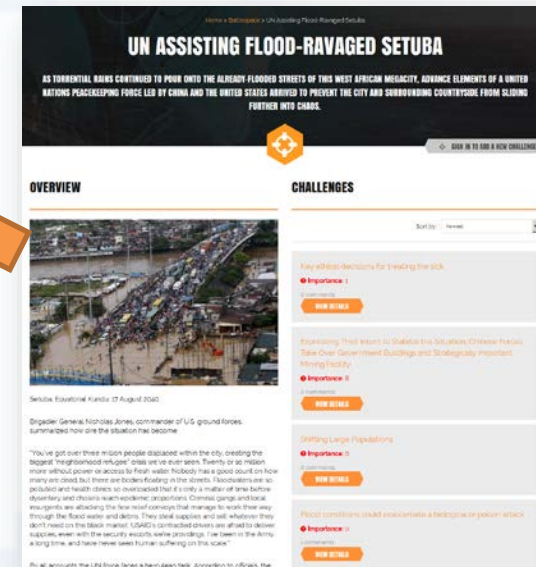 Home » Battlespace » UN Assisting Flood-Ravaged Setuba
UN ASSISTING FLOOD-RAVAGED SETUBA
AS TORRENTIAL RAINS CONTINUED TO POUR ONTO THE ALREADY-FLOODED STREETS OF THIS WEST AFRICAN MEGACITY, ADVANCE ELEMENTS OF A UNITED
NATIONS PEACEKEEPING FORCE LED BY CHINA AND THE UNITED STATES ARRIVED TO PREVENT THE CITY AND SURROUNDING COUNTRYSIDE FROM SLIDING
FURTHER INTO CHAOS.
SIGN IN TO ADD A NEW CHALLENGE
OVERVIEW
Setuba, Equatorial Kundu: 17 August 2040
Brigadier General Nicholas Jones, commander of U.S. ground forces,
summarized how dire the situation has become
"You've got over three million people displaced within the city, creating the
biggest "neighborhood refugee" crisis we've ever seen. Twenty or so million
more without power or access to fresh water. Nobody has a good count on how
many are dead, but there are bodies floating in the streets. Floodwaters are so
polluted and health clinics so overloaded that it's only a matter of time before
dysentery and cholera reach epidemic proportions. Criminal gangs and local
insurgents are attacking the few relief convoys that manage to work their way
through the flood water and debris. They steal supplies and sell whatever they
don't need on the black market. USAID's contracted drivers are afraid to deliver
supplies, even with the security escorts we're providing. I've been in the Army
a long time, and have never seen human suffering on this scale."
By all accounts the UN force faces a herculean task. According to officials, the
CHALLENGES
Sort by: Newest
Key ethical decisions for treating the sick
Importance:
comments
VIEW DETAILS
Expressing Their Intent to Stabilize the Situation, Chinese Forces
Take Over Government Buildings and Strategically Important
Mining Facility
Importance:
comments
VIEW DETAILS
Shifting Large Populations
Importance:
comments
VIEW DETAILS
Flood conditions could exacerbate a biological or poison attack
Importance:
comments
VIEW DETAILS